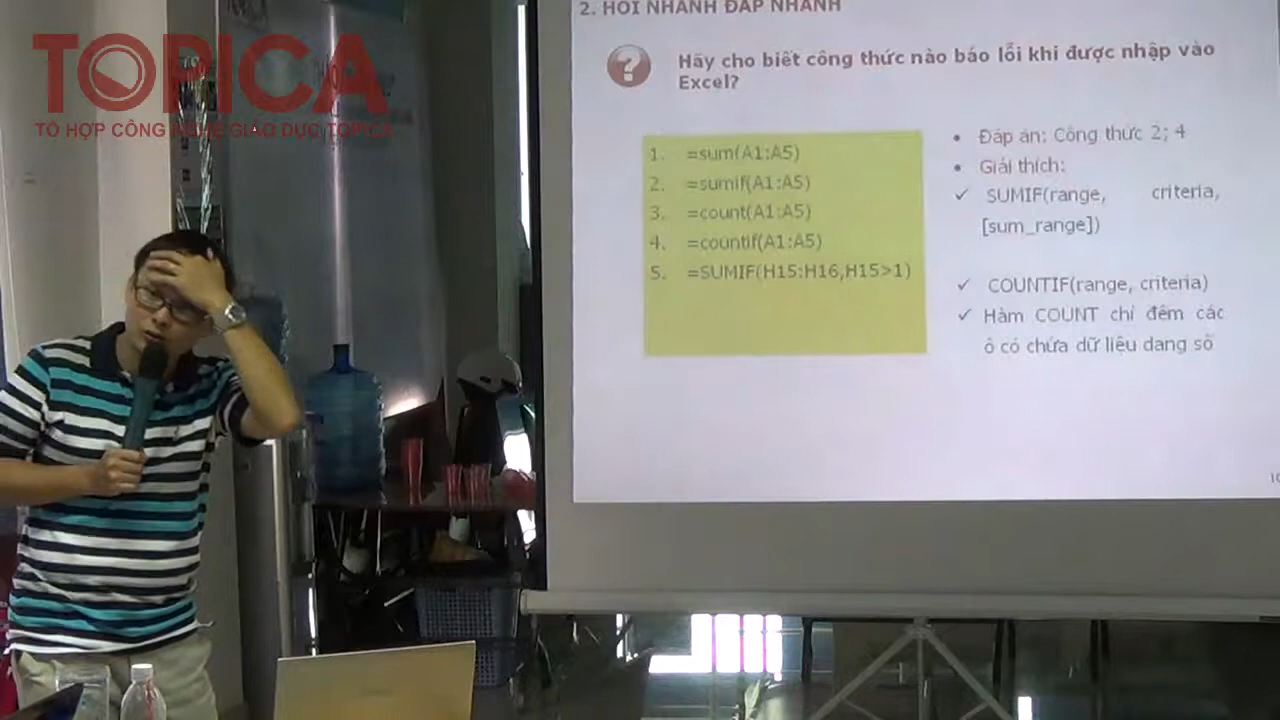 TOPICA
TỔ HỢP CÔNG NGHỆ GIÁO DỤC TOPICA
2. HỎI NHANH ĐÁP NHANH
?
Hãy cho biết công thức nào báo lỗi khi được nhập vào
Excel?
1. =sum(A1:A5)
2. =sumif(A1:A5)
3. =count(A1:A5)
4. =countif(A1:A5)
5. =SUMIF(H15:H16,H15>1)
• Đáp án: Công thức 2; 4
• Giải thích:
✓ SUMIF(range, criteria,
[sum_range])
✓ COUNTIF(range, criteria)
✓ Hàm COUNT chỉ đếm các
ô có chứa dữ liệu dạng số